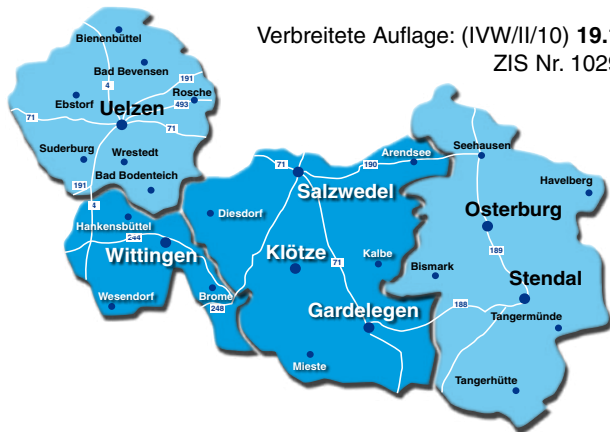 Verbreitete Auflage: (IVW/II/10) 19.
ZIS Nr. 1029
Bienenbüttel
Bad Bevensen
191
4
Rosche
Ebstorf
493
Uelzen
71
71
Suderburg
Wrestedt
191
Bad Bodenteich
4
Hankensbüttel
244
Wittingen
Wesendorf
Brome
248
71
190
Arendsee
Seehausen
Salzwedel
Havelberg
Diesdorf
Osterburg
189
Klötze
71
Kalbe
Bismark
Stendal
Gardelegen
188
Tangermünde
Mieste
Tangerhütte